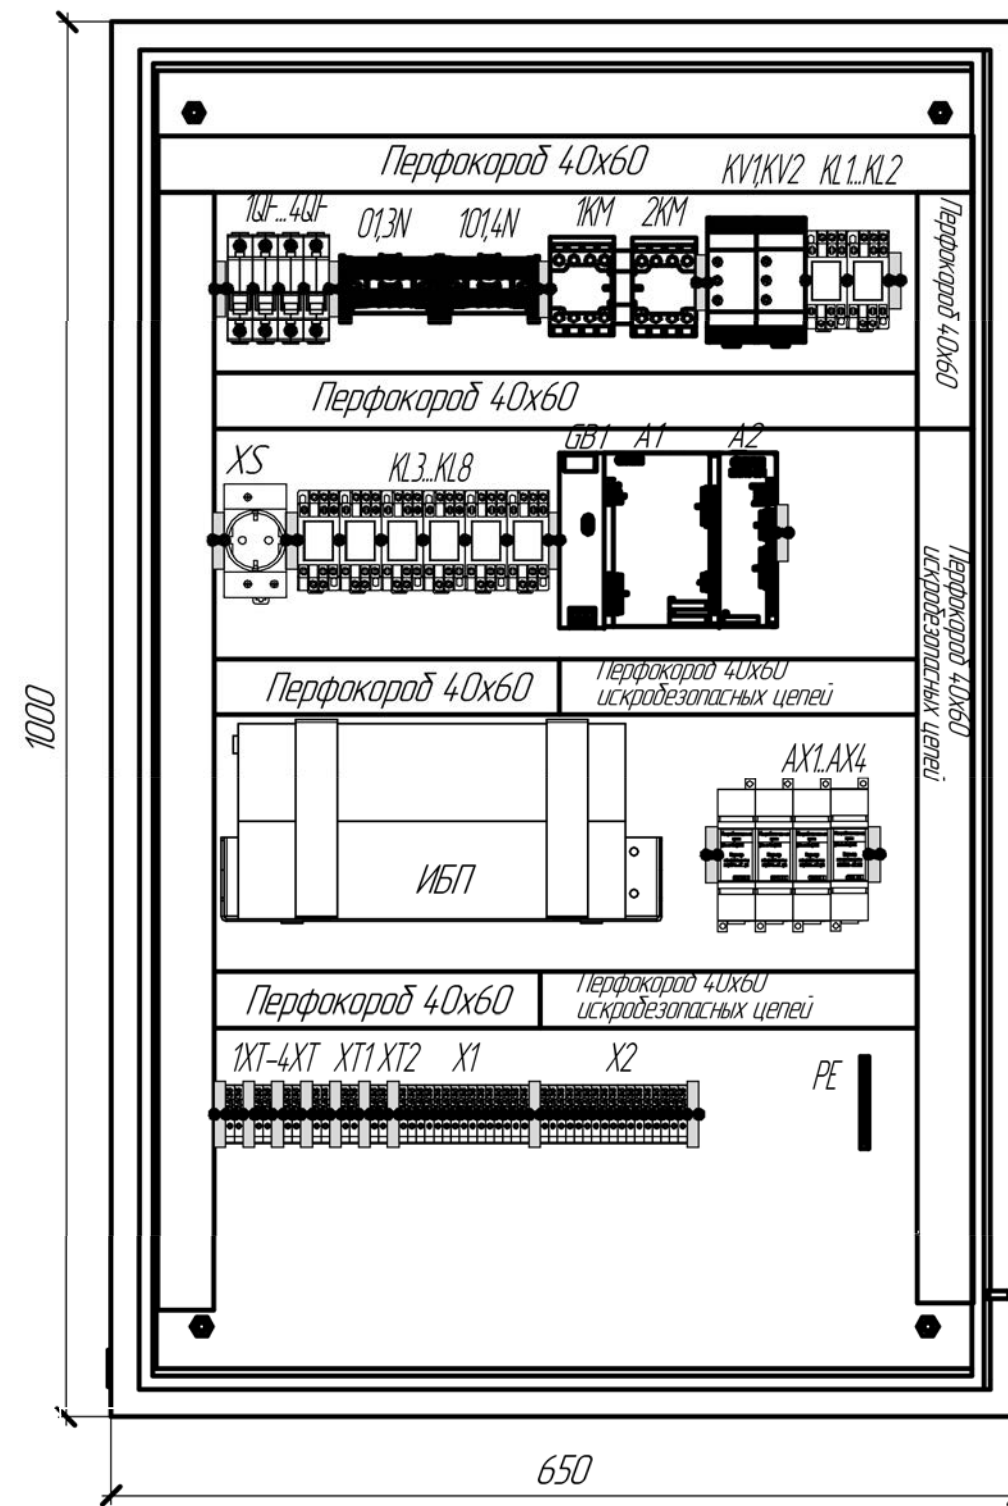 Перфокороб 40х60
KV1,KV2
KL1...KL2
1QF...4QF
01,3N
101,4N
1KM
2KM
Перфокороб 40х60
Перфокороб 40х60
XS
KL3...KL8
GB1
A1
A2
Перфокороб 40х60
искробезопасных цепей
Перфокороб 40х60
Перфокороб 40х60
искробезопасных цепей
1000
ИБП
AX1..AX4
Перфокороб 40х60
Перфокороб 40х60
искробезопасных цепей
1XT-4XT
XT1
XT2
X1
X2
PE
650